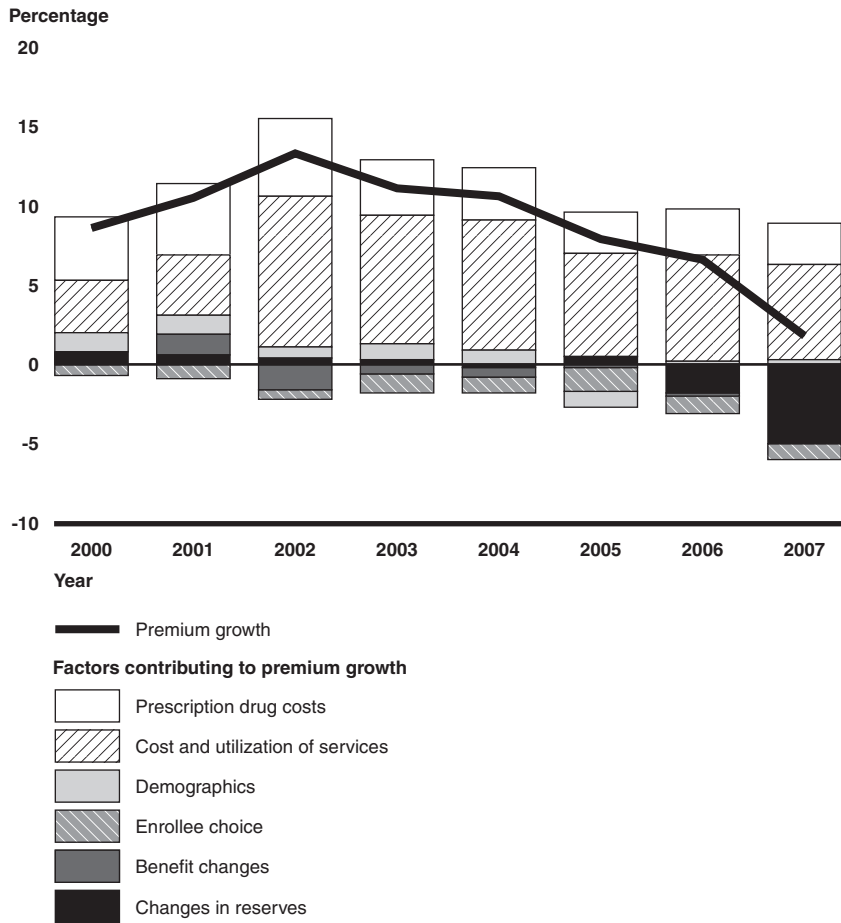 Percentage
20
15
10
5
0
-5
-10
2000 2001 2002 2003 2004 2005 2006 2007
Year
Premium growth
Factors contributing to premium growth
Prescription drug costs
Cost and utilization of services
Demographics
Enrollee choice
Benefit changes
Changes in reserves